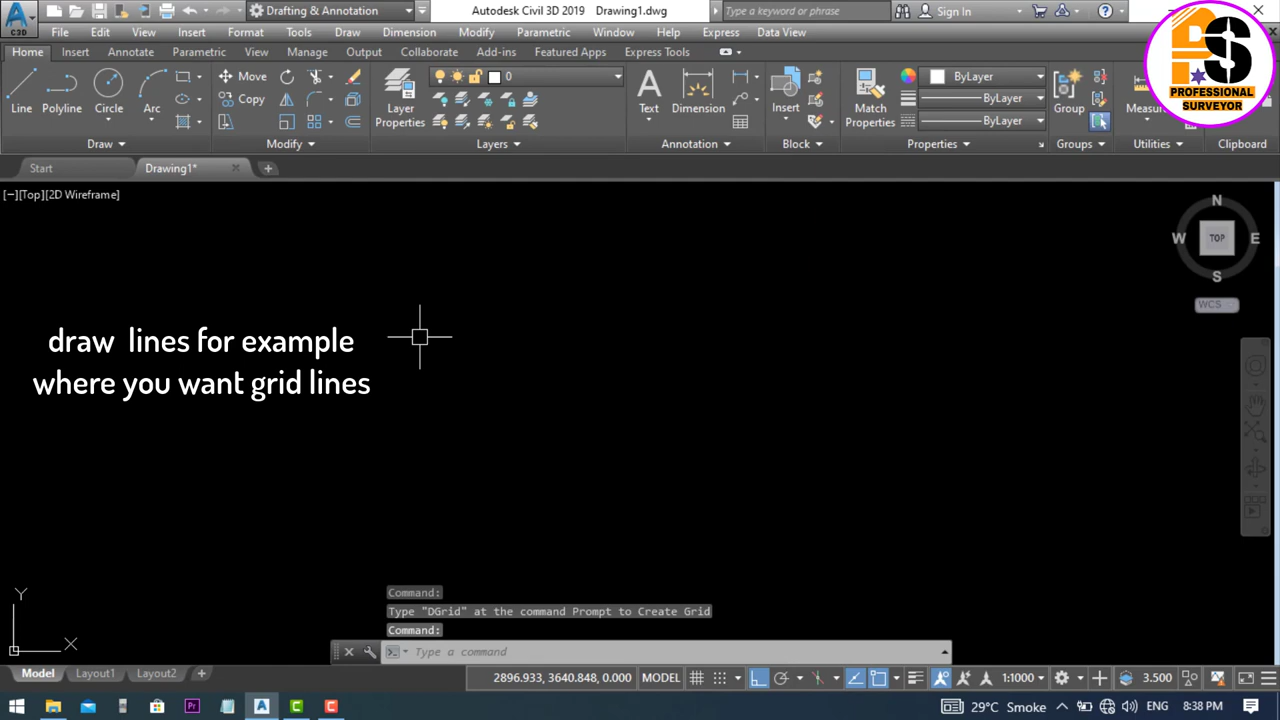 Drafting & Annotation
Autodesk Civil 3D 2019 Drawing1.dwg
Type a keyword or phrase
Sign In
C3D
File Edit View Insert Format Tools Draw Dimension Modify Parametric Window Help Express Data View
Home Insert Annotate Parametric View Manage Output Collaborate Add-ins Featured Apps Express Tools
Line Polyline Circle Arc
Move
Copy
Layer
Properties
0
Text Dimension
Insert
Match
Properties
ByLayer
ByLayer
ByLayer
Group
Draw Modify Layers Annotation Block Properties Groups Utilities Clipboard
PS
PROFESSIONAL
SURVEYOR
Start Drawing1*
[−][Top][2D Wireframe]
N
W TOP E
S
WCS
draw lines for example
where you want grid lines
Command:
Type "DGrid" at the command Prompt to Create Grid
Command:
Type a command
Y
X
Model Layout1 Layout2
2896.933, 3640.848, 0.000 MODEL 1:1000 3.500
29°C Smoke ENG 8:38 PM